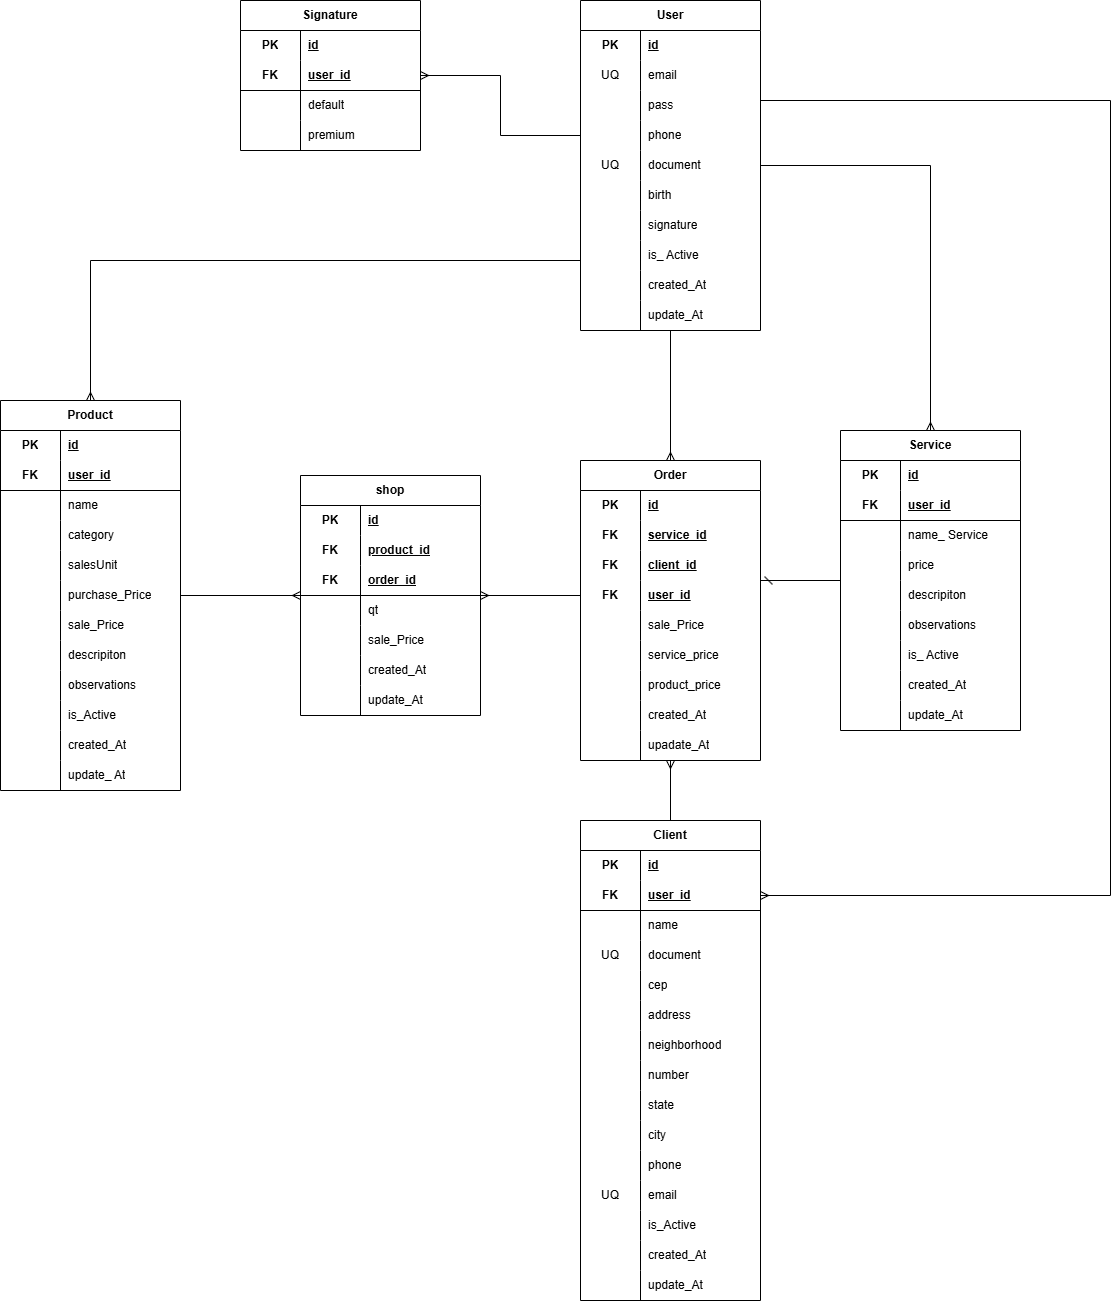 Signature
PK id
FK user_id
default
premium
User
PK id
UQ email
pass
phone
UQ document
birth
signature
is_ Active
created_At
update_At
Product
PK id
FK user_id
name
category
salesUnit
purchase_Price
sale_Price
descripiton
observations
is_Active
created_At
update_ At
shop
PK id
FK product_id
FK order_id
qt
sale_Price
created_At
update_At
Order
PK id
FK service_id
FK client_id
FK user_id
sale_Price
service_price
product_price
created_At
upadate_At
Service
PK id
FK user_id
name_ Service
price
descripiton
observations
is_ Active
created_At
update_At
Client
PK id
FK user_id
name
UQ document
cep
address
neighborhood
number
state
city
phone
UQ email
is_Active
created_At
update_At